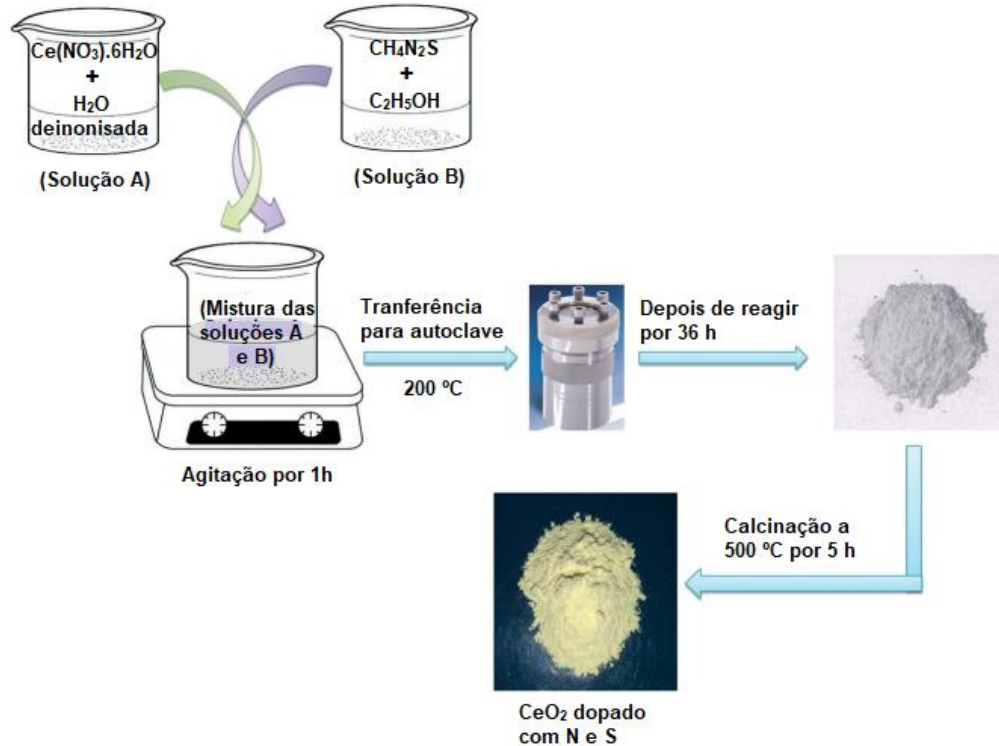 Ce(NO₃).6H₂O
+
H₂O
deinonisada
(Solução A)
CH₄N₂S
+
C₂H₅OH
(Solução B)
(Mistura das
soluções A
e B)
Agitação por 1h
Tranferência
para autoclave
200 ºC
Depois de reagir
por 36 h
Calcinação a
500 ºC por 5 h
CeO₂ dopado
com N e S